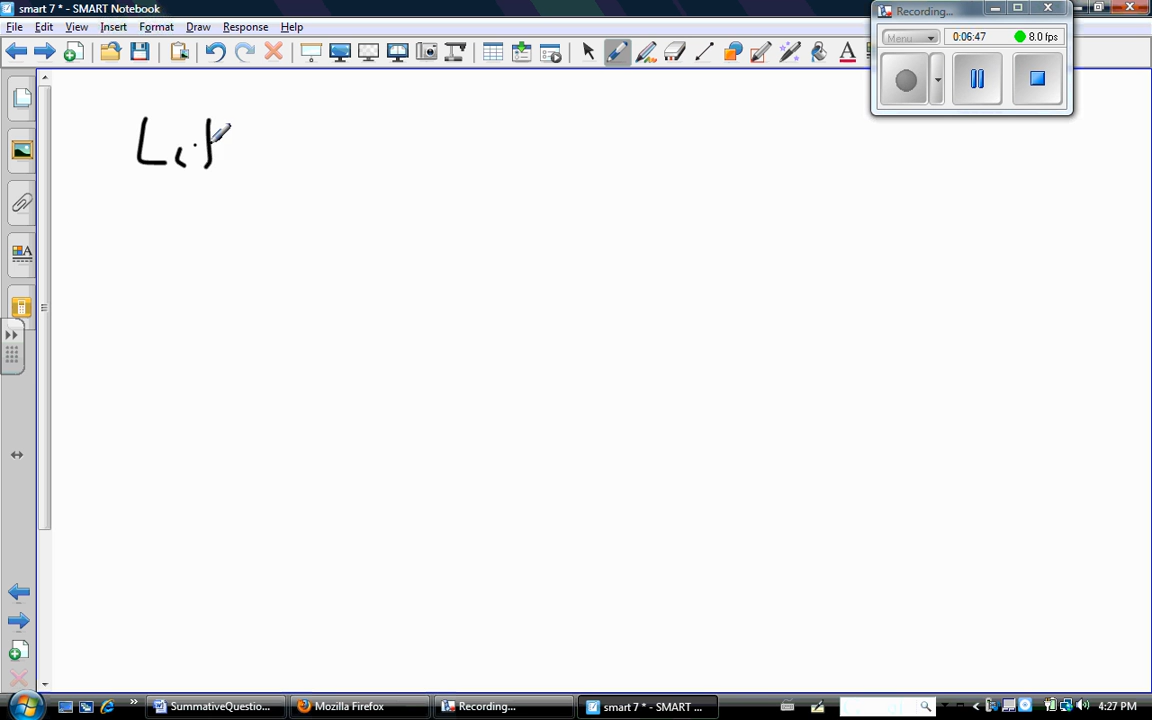 smart 7 * - SMART Notebook
Recording...
File Edit View Insert Format Draw Response Help
Menu 0:06:47 8.0 fps
SummativeQuestio... Mozilla Firefox Recording... smart 7 * - SMART ... 4:27 PM